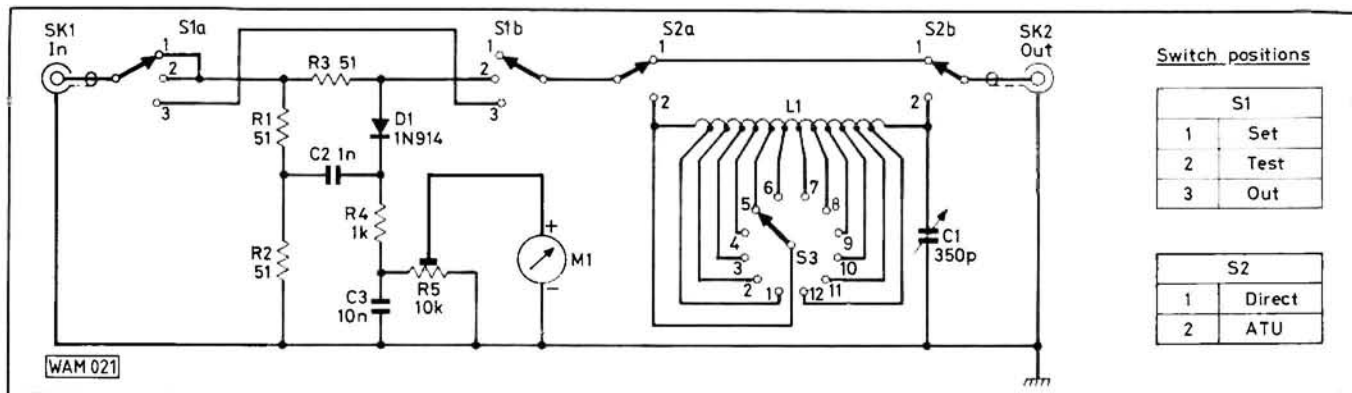 SK1
In
S1a
1
2
3
R3 51
S1b
1
2
3
S2a
1
2
S2b
1
2
SK2
Out
R1
51
D1
1N914
C2 1n
R4
1k
R2
51
C3
10n
R5
10k
+
M1
-
L1
1
2
3
4
5
6
7
8
9
10
11
12
S3
C1
350p
WAM 021
Switch positions
S1
1 Set
2 Test
3 Out
S2
1 Direct
2 ATU